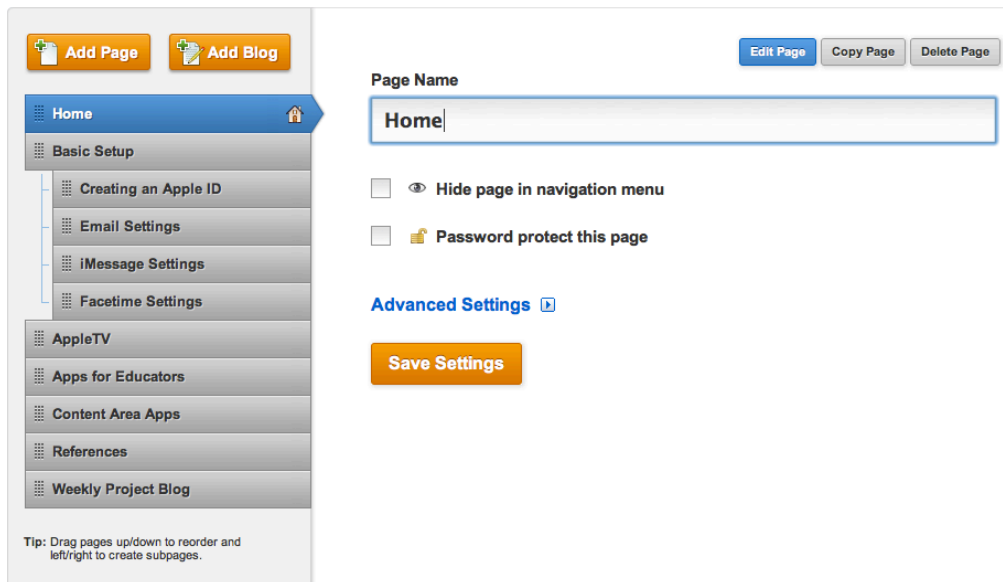 Add Page
Add Blog
Home
Basic Setup
Creating an Apple ID
Email Settings
iMessage Settings
Facetime Settings
AppleTV
Apps for Educators
Content Area Apps
References
Weekly Project Blog
Tip: Drag pages up/down to reorder and
left/right to create subpages.
Edit Page
Copy Page
Delete Page
Page Name
Home
Hide page in navigation menu
Password protect this page
Advanced Settings
Save Settings